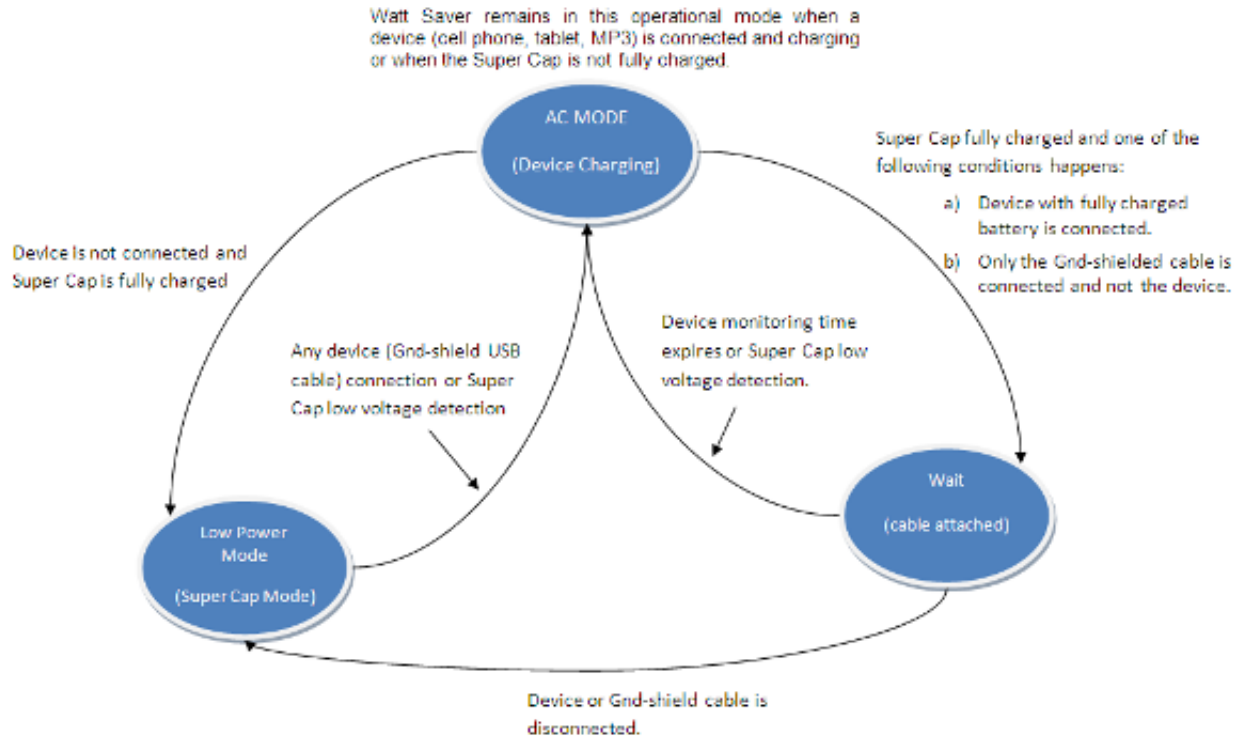 Watt Saver remains in this operational mode when a
device (cell phone, tablet, MP3) is connected and charging
or when the Super Cap is not fully charged.
AC MODE
(Device Charging)
Super Cap fully charged and one of the
following conditions happens:
a) Device with fully charged
battery is connected.
b) Only the Gnd-shielded cable is
connected and not the device.
Device is not connected and
Super Cap is fully charged
Any device (Gnd-shield USB
cable) connection or Super
Cap low voltage detection
Device monitoring time
expires or Super Cap low
voltage detection.
Wait
(cable attached)
Low Power
Mode
(Super Cap Mode)
Device or Gnd-shield cable is
disconnected.